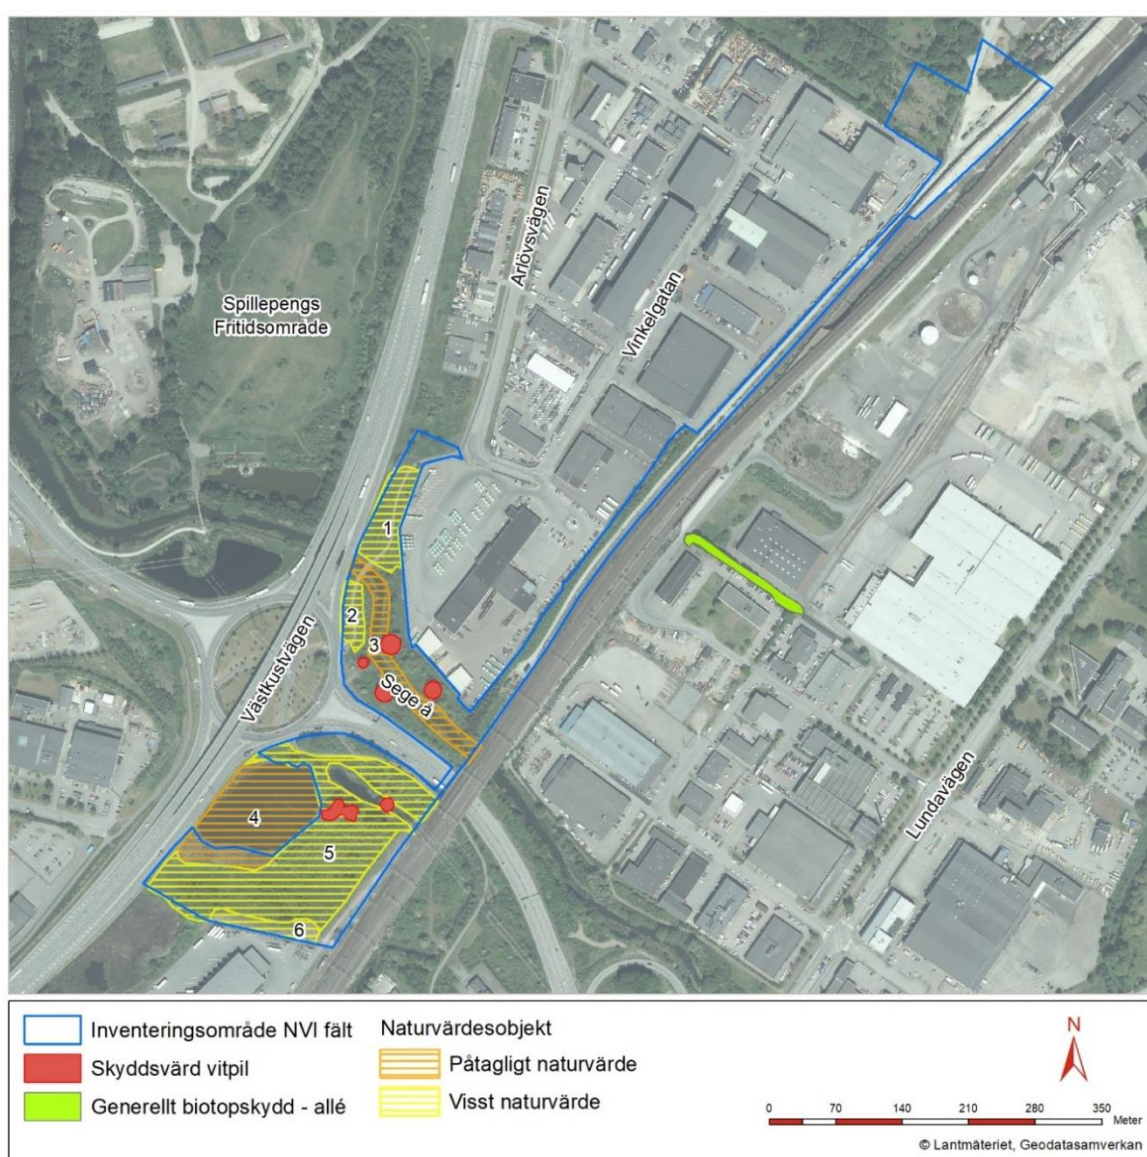 Arlövsvägen
Vinkelgatan
Spillepengs
Fritidsområde
1
2
3
Sege å
Västkustvägen
4
5
6
Lundavägen
Inventeringsområde NVI fält
Skyddsvärd vitpil
Generellt biotopskydd - allé
Naturvärdesobjekt
Påtagligt naturvärde
Visst naturvärde
N
0 70 140 210 280 350
Meter
© Lantmäteriet, Geodatasamverkan